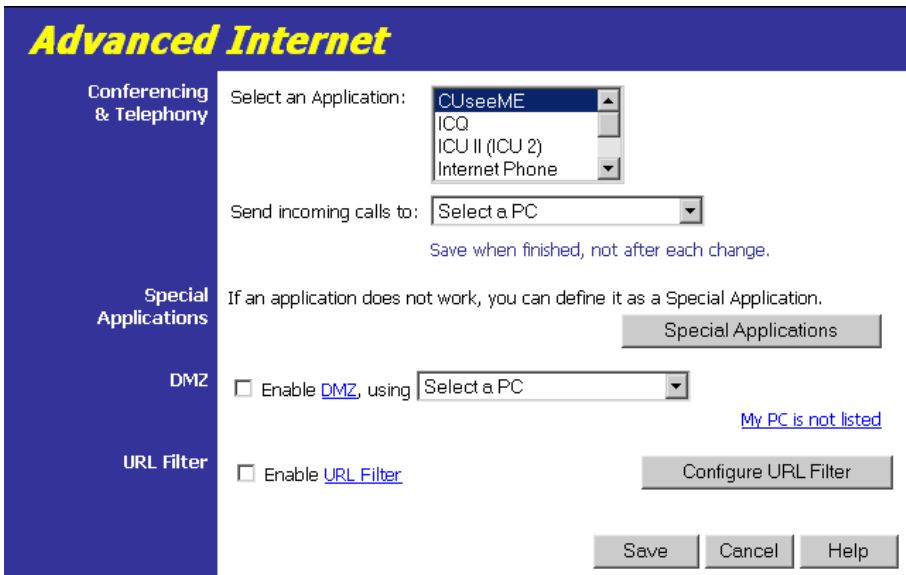 Advanced Internet
Conferencing
& Telephony
Select an Application:
CUseeME
ICQ
ICU II (ICU 2)
Internet Phone
Send incoming calls to:
Select a PC
Save when finished, not after each change.
Special
Applications
If an application does not work, you can define it as a Special Application.
Special Applications
DMZ
Enable DMZ, using
Select a PC
My PC is not listed
URL Filter
Enable URL Filter
Configure URL Filter
Save
Cancel
Help